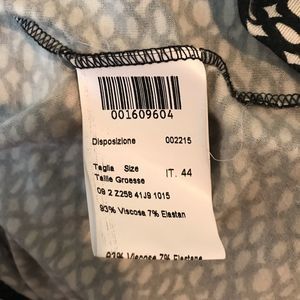 001609604
Disposizione 002215
Taglia Size
Taille Groesse IT. 44
09 2 Z258 41J9 1015
93% Viscosa 7% Elastan
93% Viscosa 7% Elastane